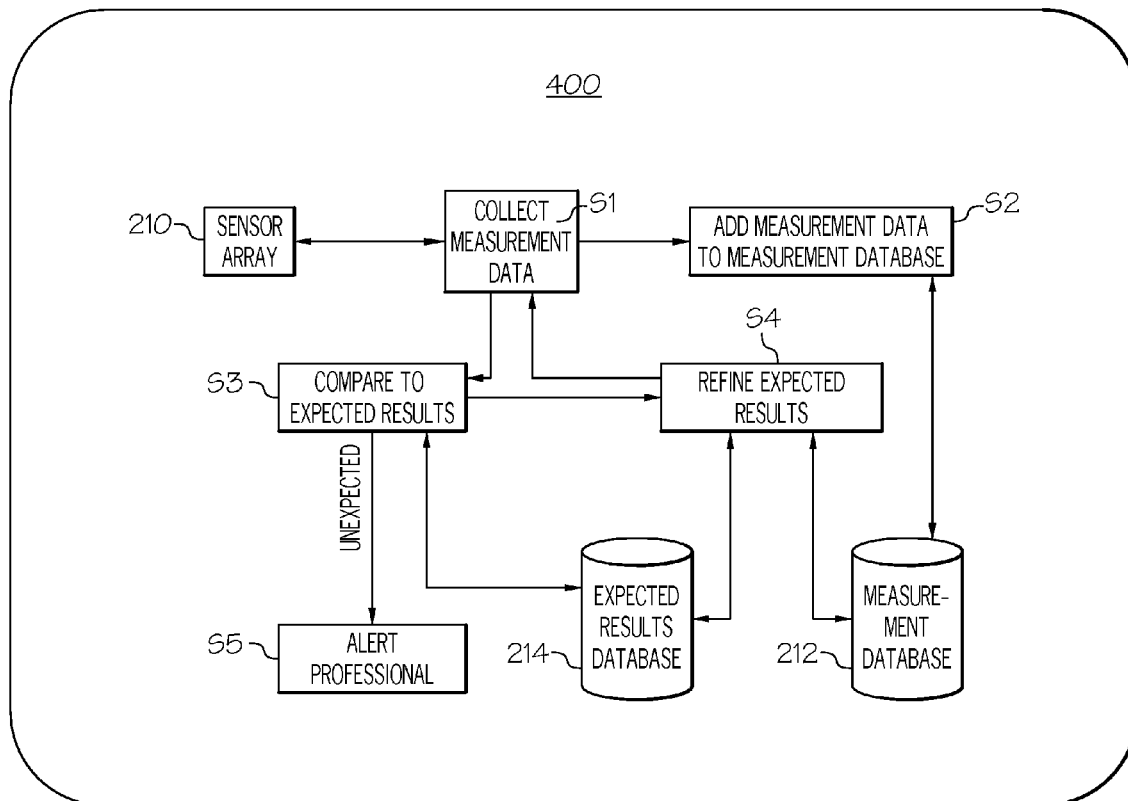 400
210
SENSOR
ARRAY
COLLECT
MEASUREMENT
DATA
S1
ADD MEASUREMENT DATA
TO MEASUREMENT DATABASE
S2
S3
COMPARE TO
EXPECTED RESULTS
S4
REFINE EXPECTED
RESULTS
UNEXPECTED
S5
ALERT
PROFESSIONAL
EXPECTED
RESULTS
DATABASE
214
MEASURE-
MENT
DATABASE
212